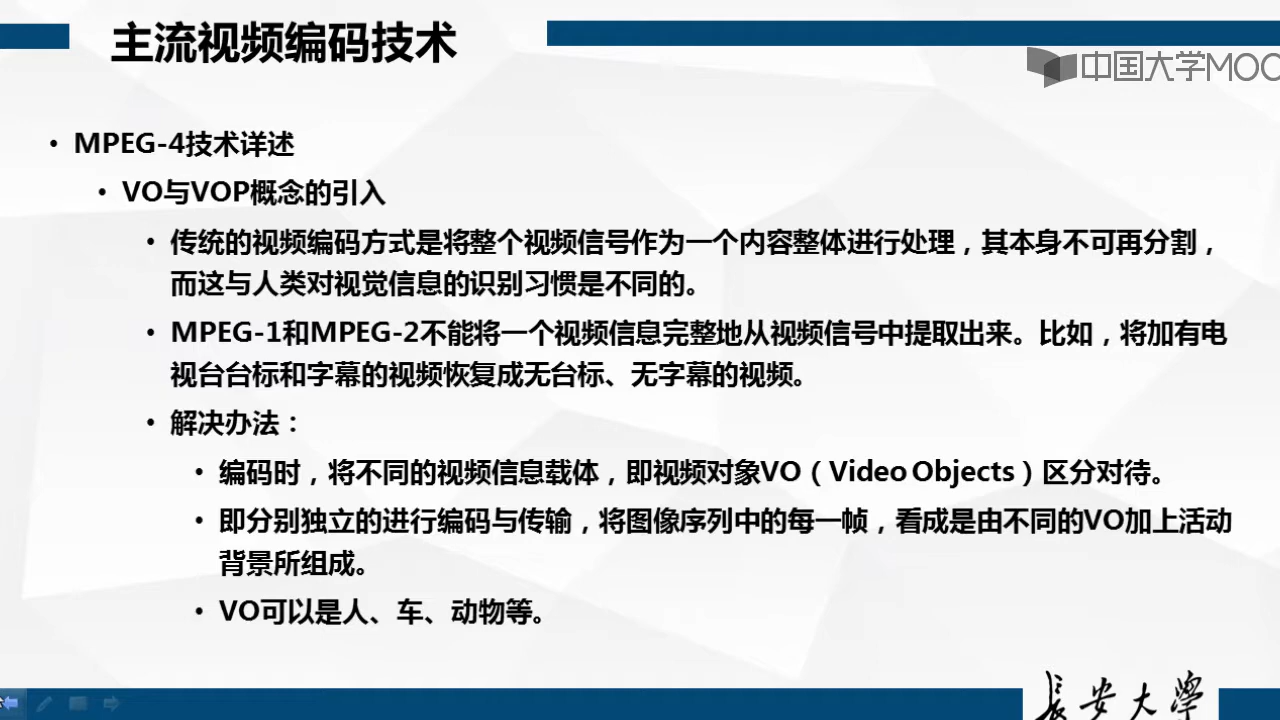 主流视频编码技术
中国大学MOOC
• MPEG-4技术详述
• VO与VOP概念的引入
• 传统的视频编码方式是将整个视频信号作为一个内容整体进行处理，其本身不可再分割，
而这与人类对视觉信息的识别习惯是不同的。
• MPEG-1和MPEG-2不能将一个视频信息完整地从视频信号中提取出来。比如，将加有电
视台台标和字幕的视频恢复成无台标、无字幕的视频。
• 解决办法：
• 编码时，将不同的视频信息载体，即视频对象VO（Video Objects）区分对待。
• 即分别独立的进行编码与传输，将图像序列中的每一帧，看成是由不同的VO加上活动
背景所组成。
• VO可以是人、车、动物等。
长安大学